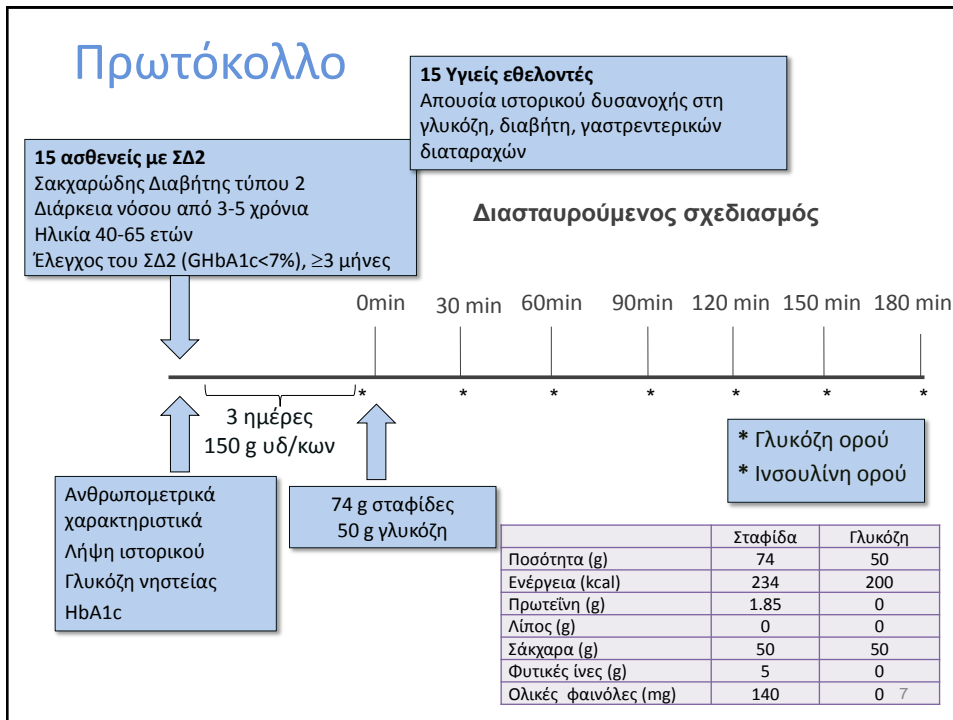 Πρωτόκολλο
15 Υγιείς εθελοντές
Απουσία ιστορικού δυσανοχής στη
γλυκόζη, διαβήτη, γαστρεντερικών
διαταραχών
15 ασθενείς με ΣΔ2
Σακχαρώδης Διαβήτης τύπου 2
Διάρκεια νόσου από 3-5 χρόνια
Ηλικία 40-65 ετών
Έλεγχος του ΣΔ2 (GHbA1c<7%), ≥3 μήνες
Διασταυρούμενος σχεδιασμός
0min 30 min 60min 90min 120 min 150 min 180 min
* * * * * * *
3 ημέρες
150 g υδ/κων
* Γλυκόζη ορού
* Ινσουλίνη ορού
Ανθρωπομετρικά
χαρακτηριστικά
Λήψη ιστορικού
Γλυκόζη νηστείας
HbA1c
74 g σταφίδες
50 g γλυκόζη
Σταφίδα Γλυκόζη
Ποσότητα (g) 74 50
Ενέργεια (kcal) 234 200
Πρωτεΐνη (g) 1.85 0
Λίπος (g) 0 0
Σάκχαρα (g) 50 50
Φυτικές ίνες (g) 5 0
Ολικές φαινόλες (mg) 140 0
7